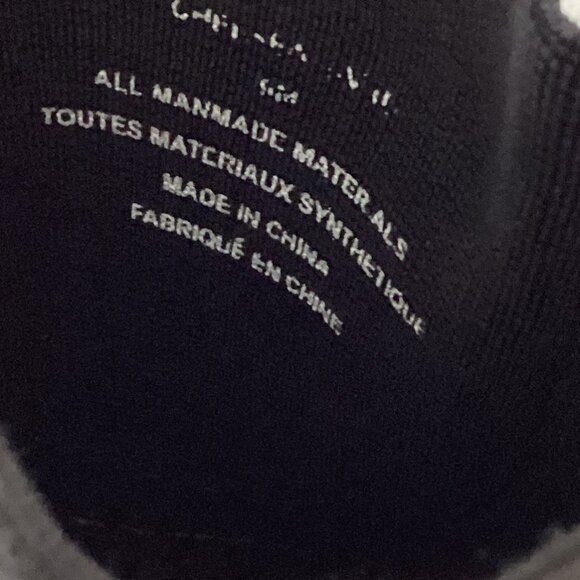 ALL MANMADE MATER ALS
TOUTES MATERIAUX SYNTHETIQUE
MADE IN CHINA
FABRIQUÉ EN CHINE